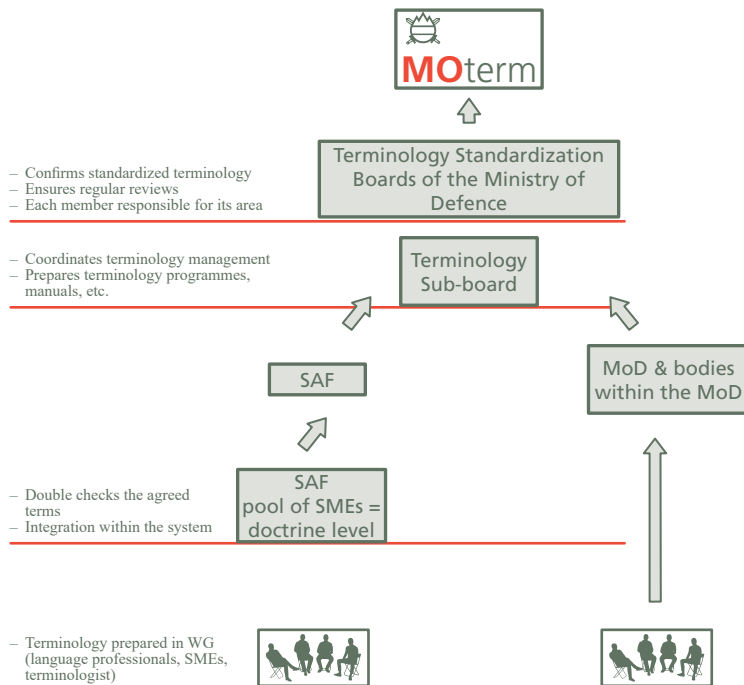 MOterm
Terminology Standardization
Boards of the Ministry of
Defence
– Confirms standardized terminology
– Ensures regular reviews
– Each member responsible for its area
– Coordinates terminology management
– Prepares terminology programmes,
manuals, etc.
Terminology
Sub-board
SAF
MoD & bodies
within the MoD
SAF
pool of SMEs =
doctrine level
– Double checks the agreed
terms
– Integration within the system
– Terminology prepared in WG
(language professionals, SMEs,
terminologist)